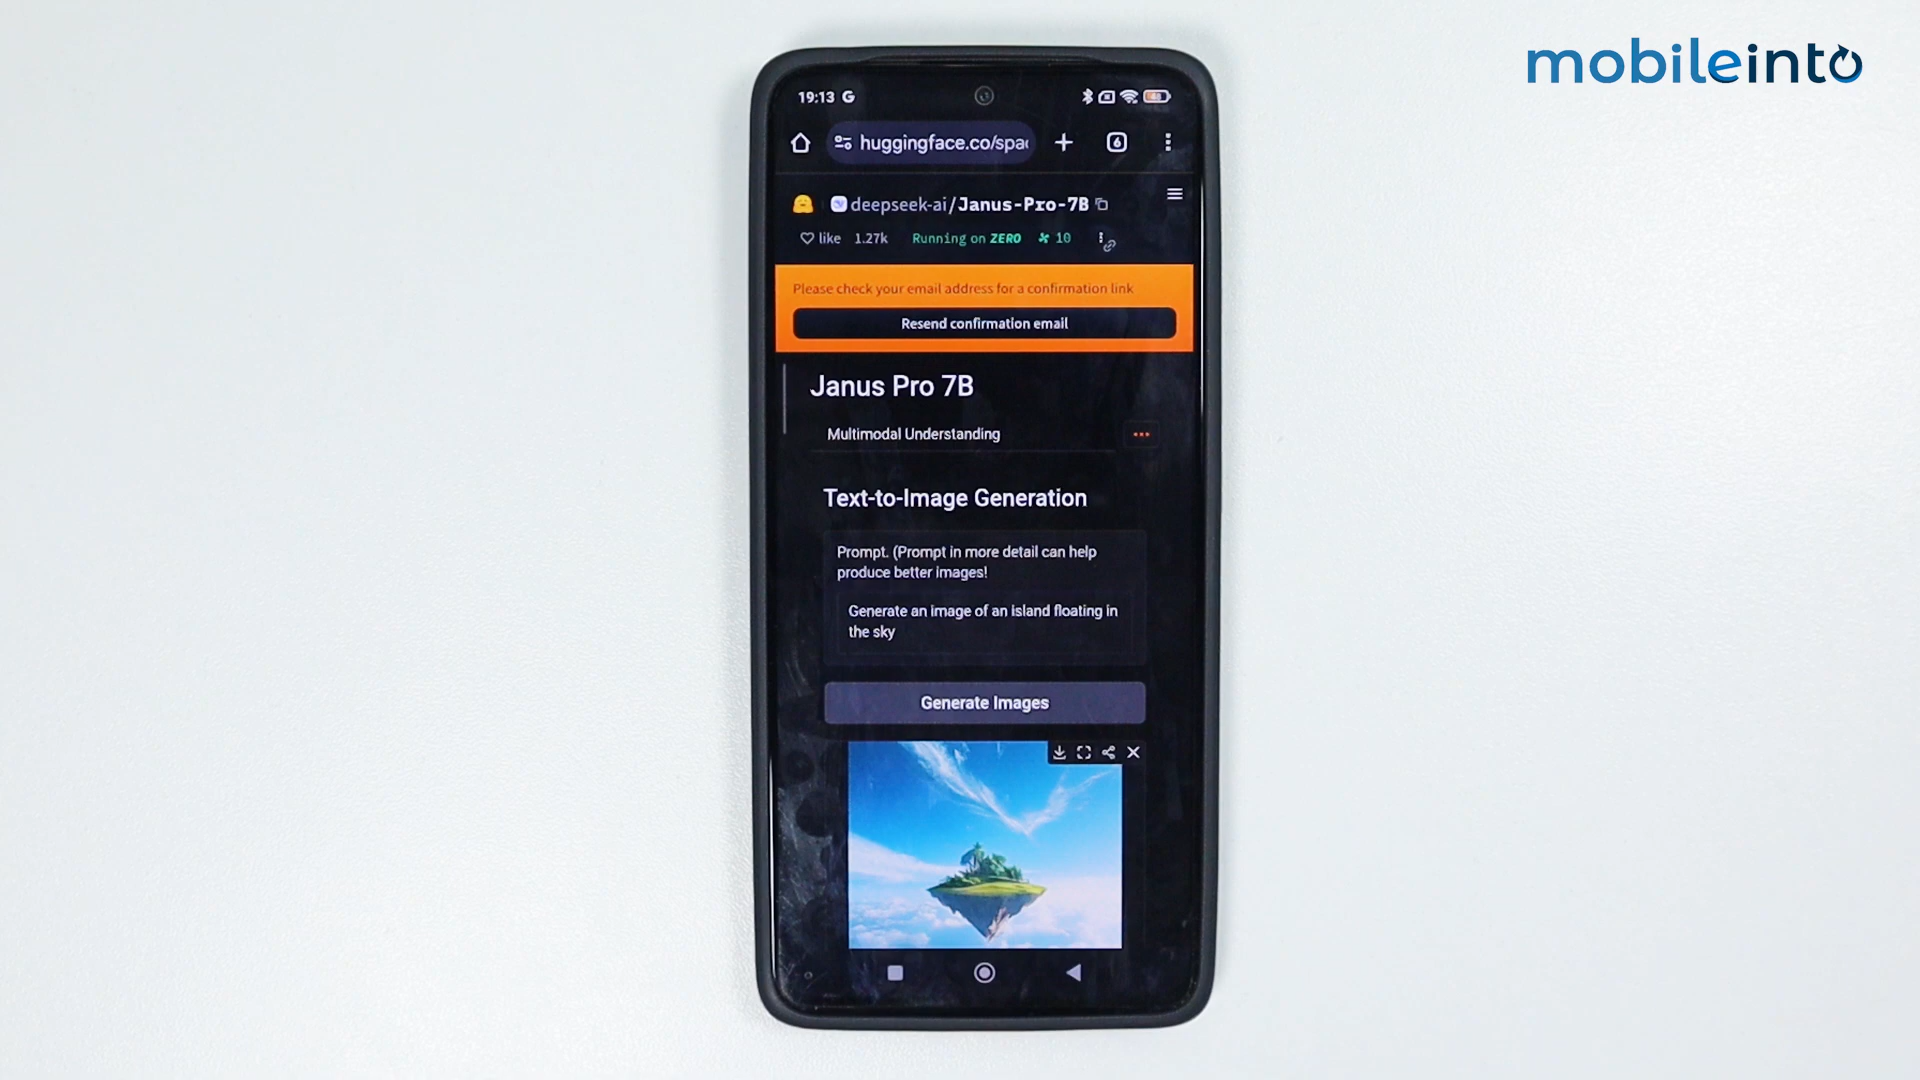 mobileinto
19:13 G
huggingface.co/spac
6
deepseek-ai/Janus-Pro-7B
like 1.27k Running on ZERO 10
Please check your email address for a confirmation link
Resend confirmation email
Janus Pro 7B
Multimodal Understanding
Text-to-Image Generation
Prompt. (Prompt in more detail can help
produce better images!
Generate an image of an island floating in
the sky
Generate Images